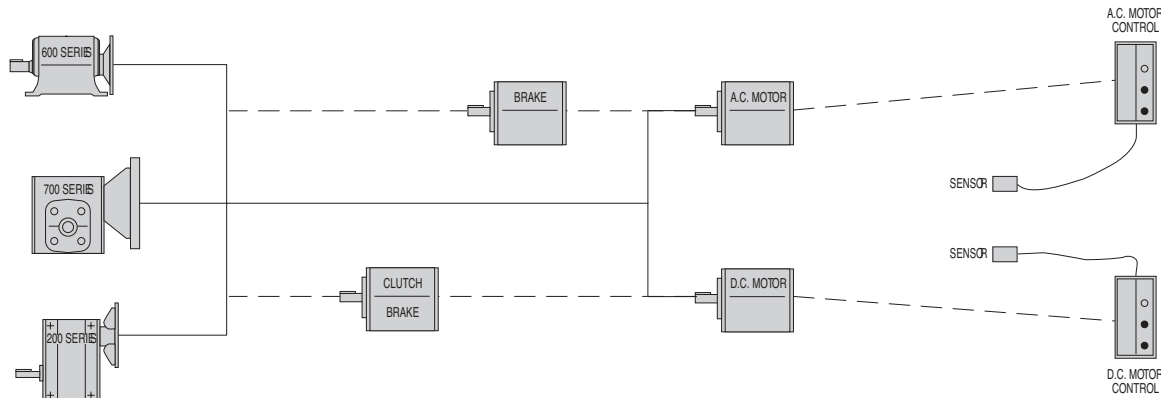 A.C. MOTOR
CONTROL
600 SERIES
BRAKE
A.C. MOTOR
700 SERIES
SENSOR
SENSOR
CLUTCH
BRAKE
D.C. MOTOR
200 SERIES
D.C. MOTOR
CONTROL